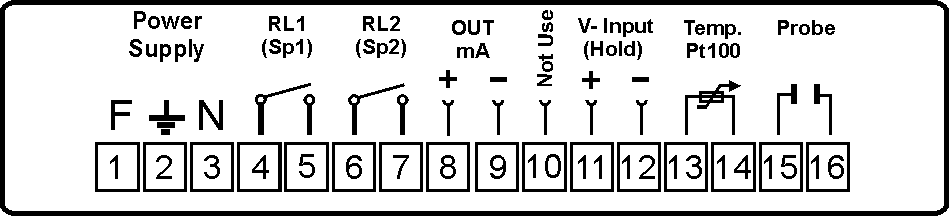 Power Supply RL1 (Sp1) RL2 (Sp2) OUT mA Not Use V- Input (Hold) Temp. Pt100 Probe
+ − + −
F N
1 2 3 4 5 6 7 8 9 10 11 12 13 14 15 16